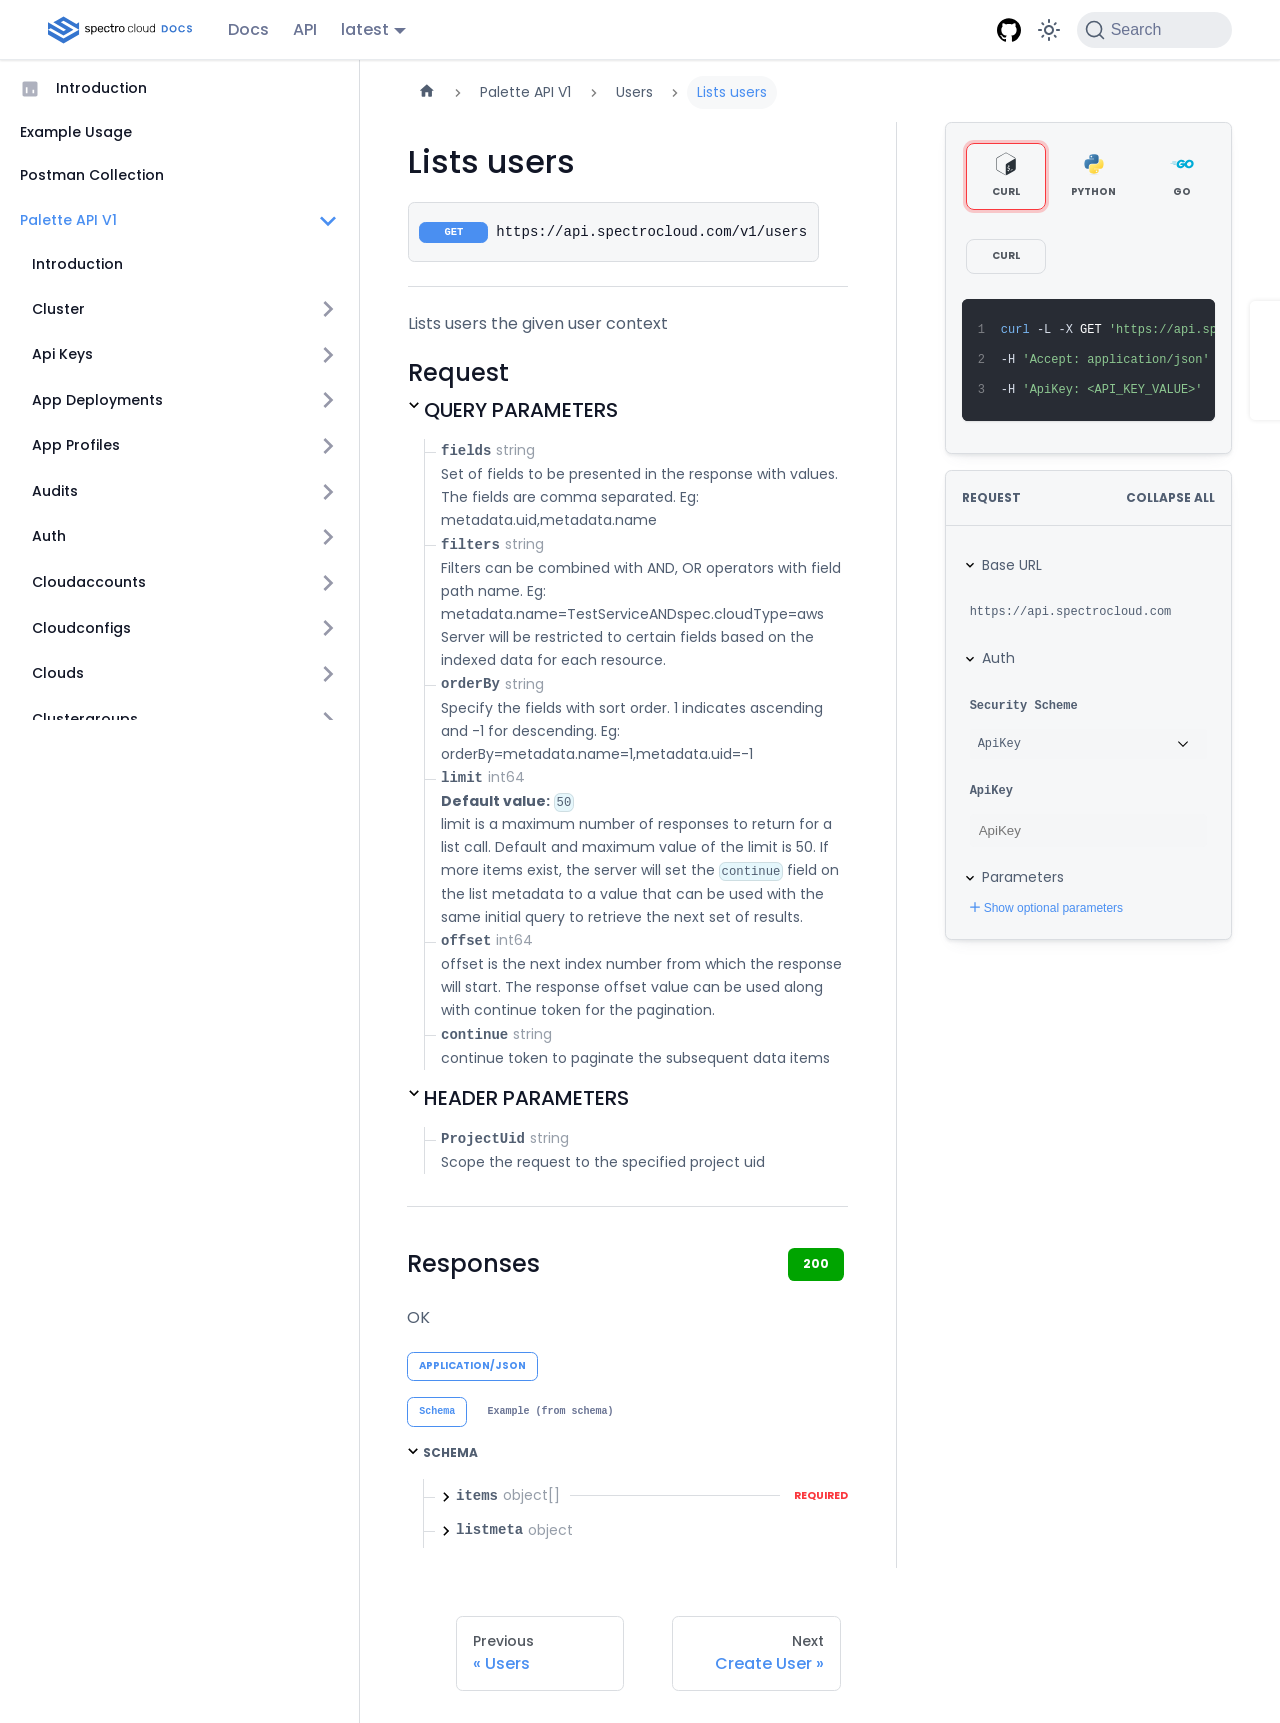 spectro cloud DOCS
Docs
API
latest
Search
Introduction
Example Usage
Postman Collection
Palette API V1
Introduction
Cluster
Api Keys
App Deployments
App Profiles
Audits
Auth
Cloudaccounts
Cloudconfigs
Clouds
Clustergroups
Palette API V1
Users
Lists users
Lists users
GET https://api.spectrocloud.com/v1/users
Lists users the given user context
Request
QUERY PARAMETERS
fields string
Set of fields to be presented in the response with values.
The fields are comma separated. Eg:
metadata.uid,metadata.name
filters string
Filters can be combined with AND, OR operators with field
path name. Eg:
metadata.name=TestServiceANDspec.cloudType=aws
Server will be restricted to certain fields based on the
indexed data for each resource.
orderBy string
Specify the fields with sort order. 1 indicates ascending
and -1 for descending. Eg:
orderBy=metadata.name=1,metadata.uid=-1
limit int64
Default value: 50
limit is a maximum number of responses to return for a
list call. Default and maximum value of the limit is 50. If
more items exist, the server will set the continue field on
the list metadata to a value that can be used with the
same initial query to retrieve the next set of results.
offset int64
offset is the next index number from which the response
will start. The response offset value can be used along
with continue token for the pagination.
continue string
continue token to paginate the subsequent data items
HEADER PARAMETERS
ProjectUid string
Scope the request to the specified project uid
Responses
200
OK
APPLICATION/JSON
Schema
Example (from schema)
SCHEMA
items object[]
REQUIRED
listmeta object
Previous
« Users
Next
Create User »
CURL
PYTHON
GO
CURL
1 curl -L -X GET 'https://api.sp
2 -H 'Accept: application/json'
3 -H 'ApiKey: <API_KEY_VALUE>'
REQUEST
COLLAPSE ALL
Base URL
https://api.spectrocloud.com
Auth
Security Scheme
ApiKey
ApiKey
ApiKey
Parameters
Show optional parameters